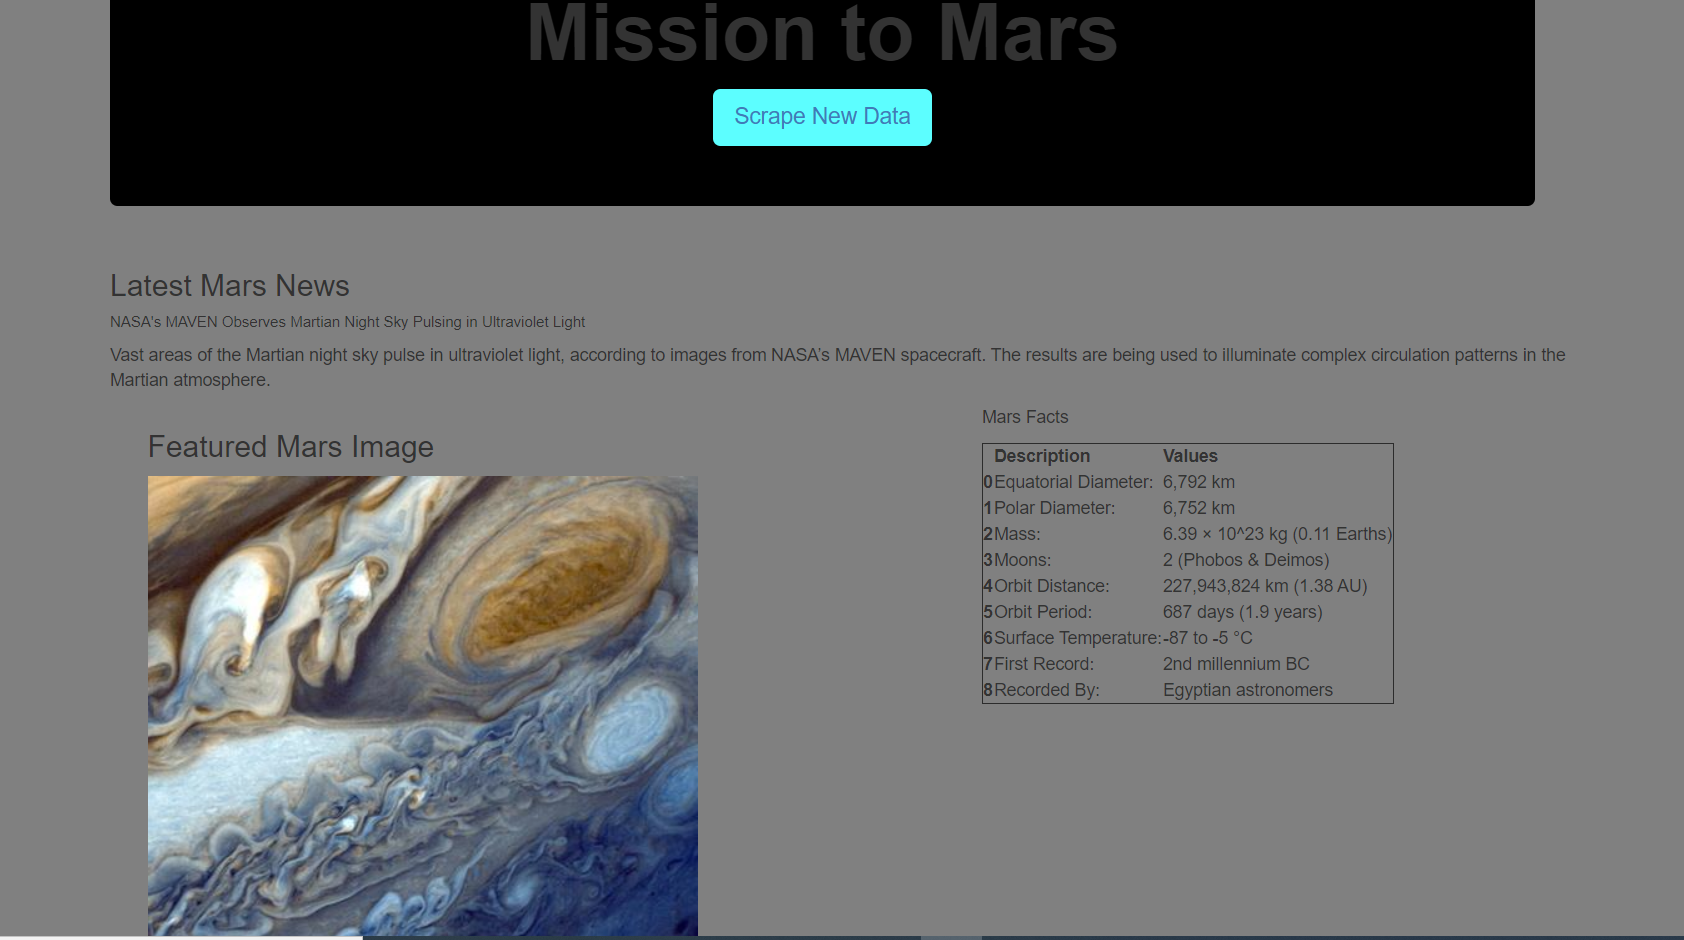 Mission to Mars
Scrape New Data
Latest Mars News
NASA's MAVEN Observes Martian Night Sky Pulsing in Ultraviolet Light
Vast areas of the Martian night sky pulse in ultraviolet light, according to images from NASA's MAVEN spacecraft. The results are being used to illuminate complex circulation patterns in the
Martian atmosphere.
Featured Mars Image
Mars Facts
Description Values
0 Equatorial Diameter: 6,792 km
1 Polar Diameter: 6,752 km
2 Mass: 6.39 × 10^23 kg (0.11 Earths)
3 Moons: 2 (Phobos & Deimos)
4 Orbit Distance: 227,943,824 km (1.38 AU)
5 Orbit Period: 687 days (1.9 years)
6 Surface Temperature: -87 to -5 °C
7 First Record: 2nd millennium BC
8 Recorded By: Egyptian astronomers